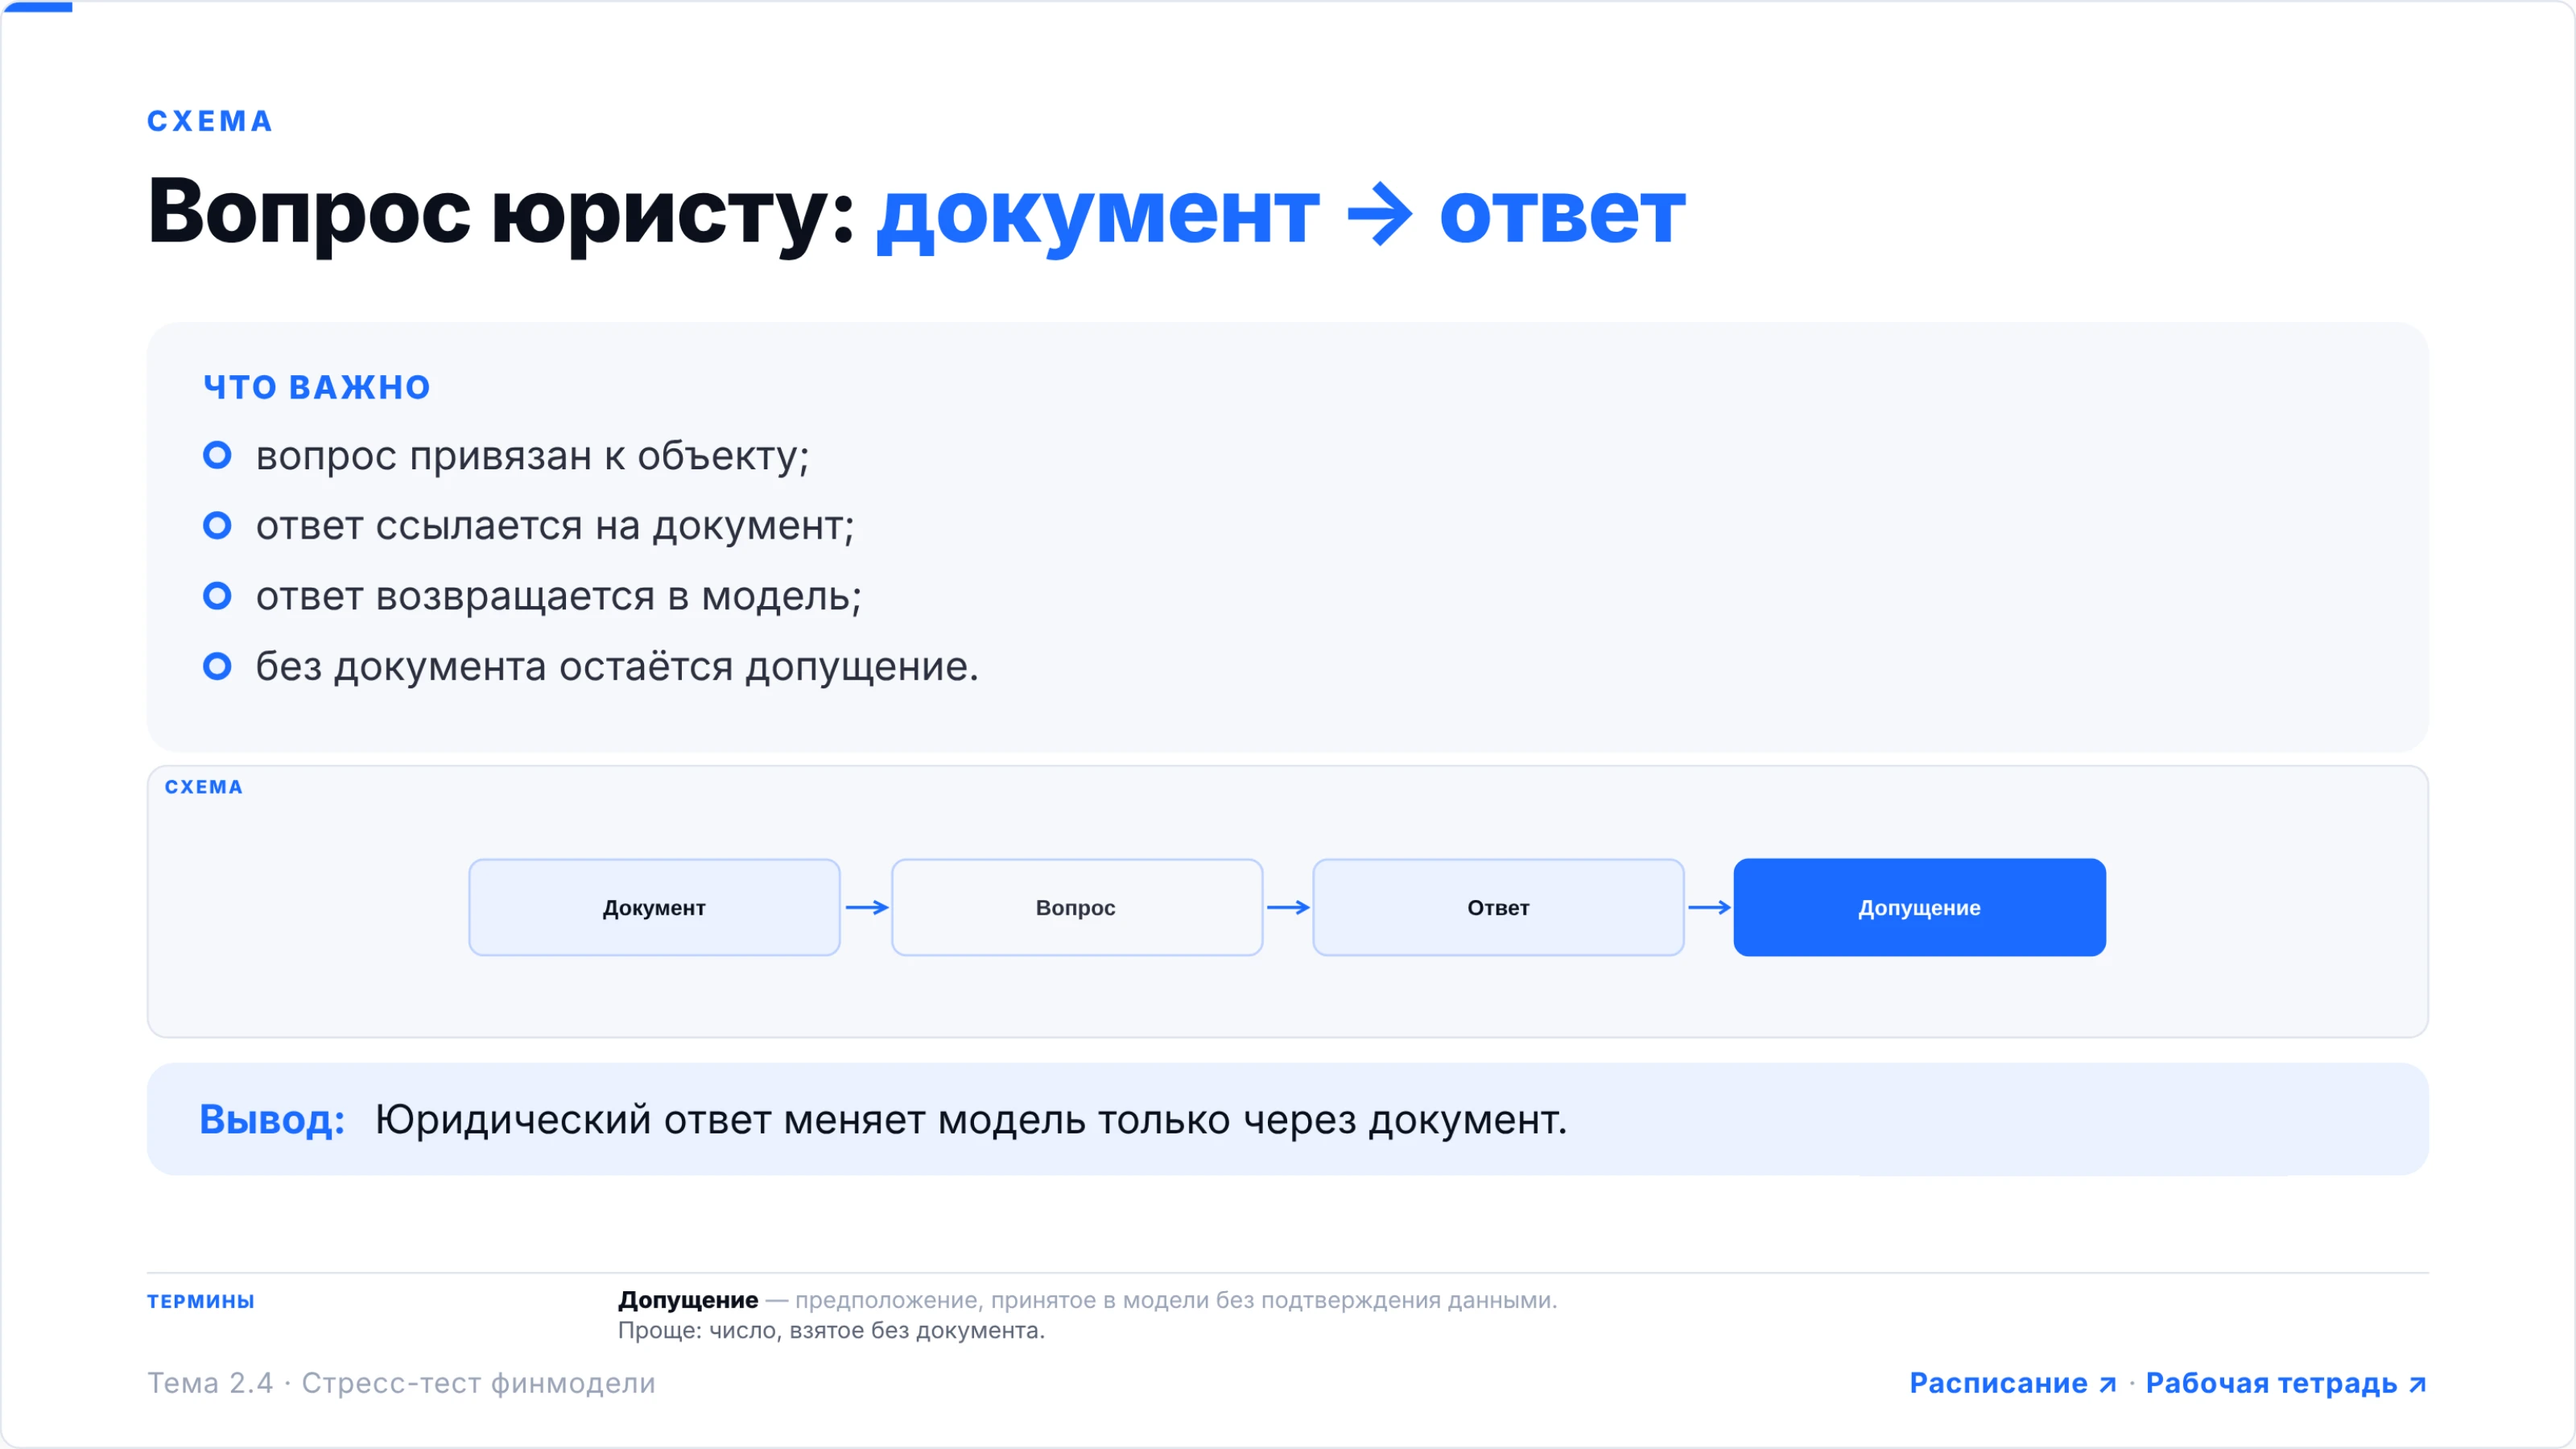 СХЕМА
Вопрос юристу: документ → ответ
ЧТО ВАЖНО
вопрос привязан к объекту;
ответ ссылается на документ;
ответ возвращается в модель;
без документа остаётся допущение.
СХЕМА
Документ → Вопрос → Ответ → Допущение
Вывод: Юридический ответ меняет модель только через документ.
ТЕРМИНЫ
Допущение — предположение, принятое в модели без подтверждения данными.
Проще: число, взятое без документа.
Тема 2.4 · Стресс-тест финмодели
Расписание ↗ · Рабочая тетрадь ↗